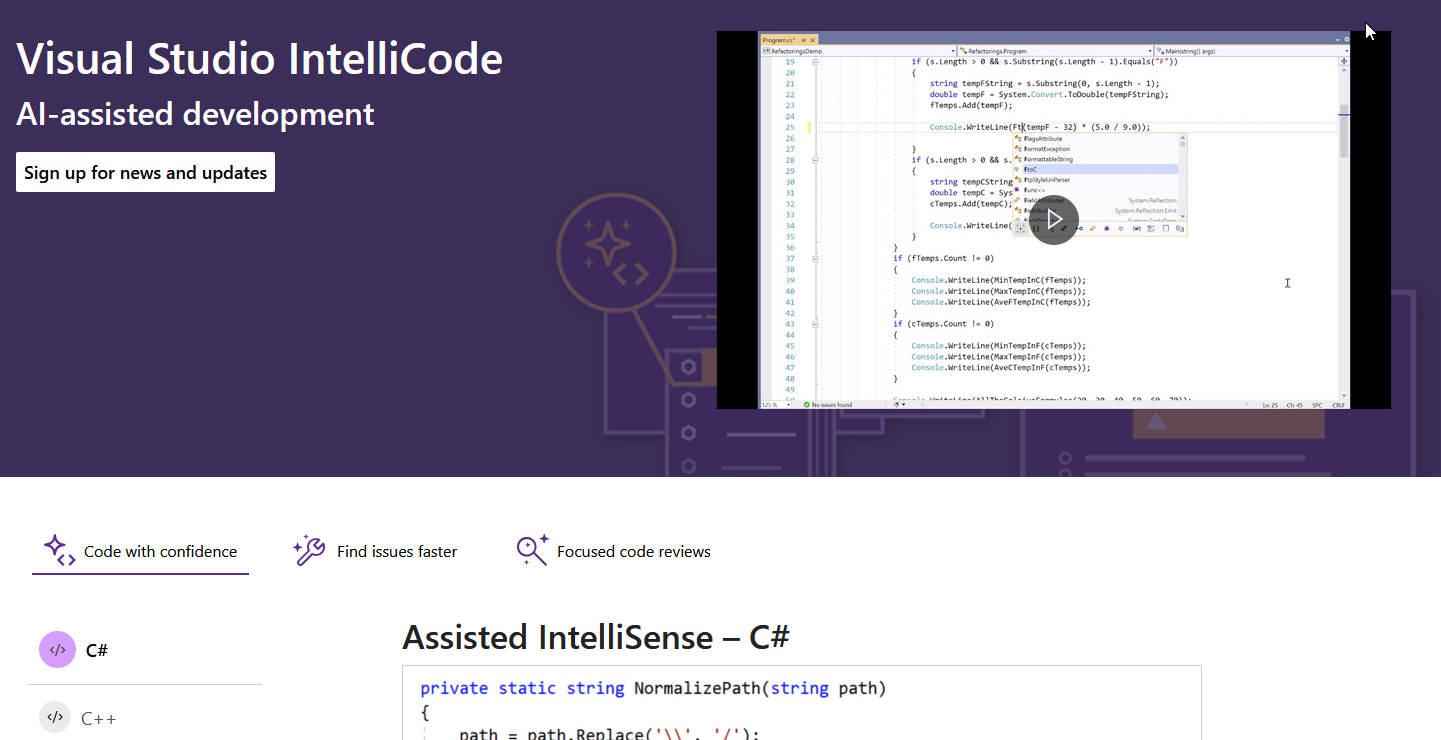 Visual Studio IntelliCode
AI-assisted development
Sign up for news and updates
Program.cs*
RefactoringsDemo
Refactorings.Program
Main(string[] args)
19 if (s.Length > 0 && s.Substring(s.Length - 1).Equals("F"))
20 {
21 string tempFString = s.Substring(0, s.Length - 1);
22 double tempF = System.Convert.ToDouble(tempFString);
23 fTemps.Add(tempF);
24
25 Console.WriteLine(Ft(tempF - 32) * (5.0 / 9.0));
26
27 }
28 if (s.Length > 0 && s.
29 {
30 string tempCString
31 double tempC = Sys
32 cTemps.Add(tempC);
33
34 Console.WriteLine(
35 }
36 }
37 if (fTemps.Count != 0)
38 {
39 Console.WriteLine(MinTempInC(fTemps));
40 Console.WriteLine(MaxTempInC(fTemps));
41 Console.WriteLine(AveFTempInC(fTemps));
42 }
43 if (cTemps.Count != 0)
44 {
45 Console.WriteLine(MinTempInF(cTemps));
46 Console.WriteLine(MaxTempInF(cTemps));
47 Console.WriteLine(AveCTempInF(cTemps));
48 }
49
FlagsAttribute
FormatException
FormattableString
FtoC
FtpStyleUriParser
Func<>
FieldAttributes System.Reflection
System.Reflection.Emit
125 %
No issues found
Ln: 25 Ch: 45 SPC CRLF
Code with confidence
Find issues faster
Focused code reviews
</> C#
</> C++
Assisted IntelliSense – C#
private static string NormalizePath(string path)
{
path = path.Replace('\\', '/');